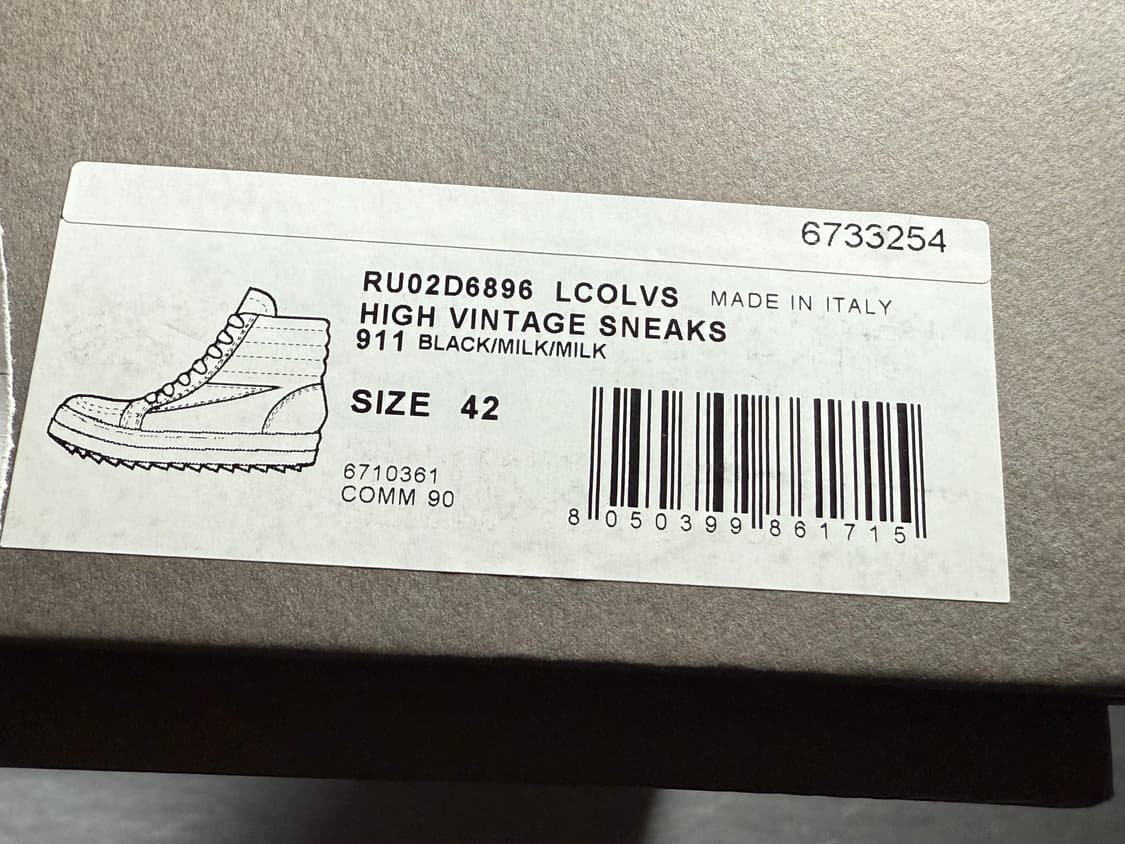 6733254
RU02D6896 LCOLVS MADE IN ITALY
HIGH VINTAGE SNEAKS
911 BLACK/MILK/MILK
SIZE 42
6710361
COMM 90
8 050399 861715